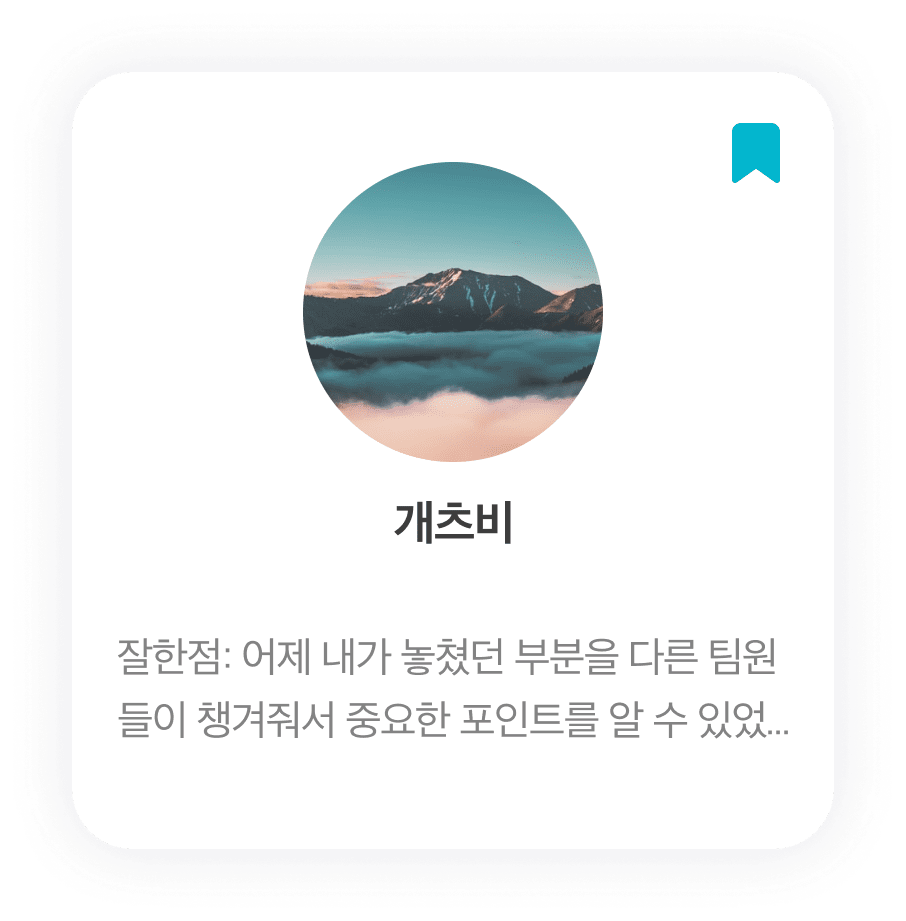 개츠비
잘한점: 어제 내가 놓쳤던 부분을 다른 팀원
들이 챙겨줘서 중요한 포인트를 알 수 있었...